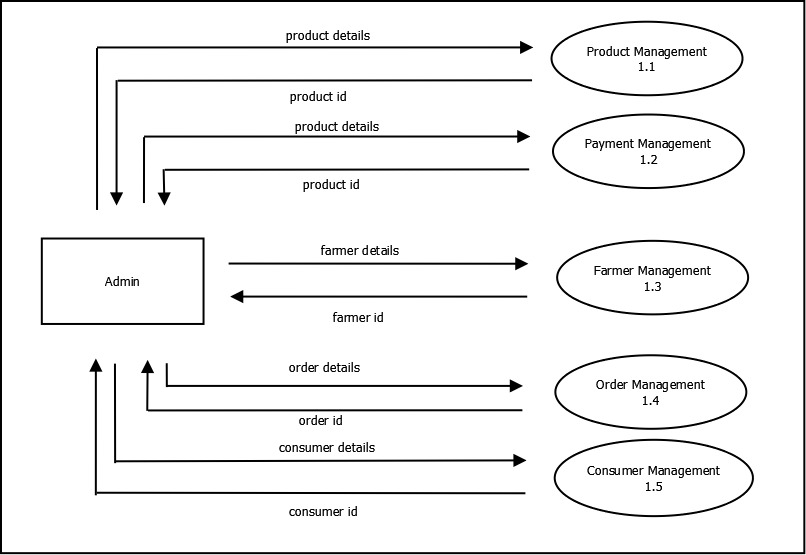 product details
Product Management
1.1
product id
product details
Payment Management
1.2
product id
farmer details
Farmer Management
1.3
Admin
farmer id
order details
Order Management
1.4
order id
consumer details
Consumer Management
1.5
consumer id